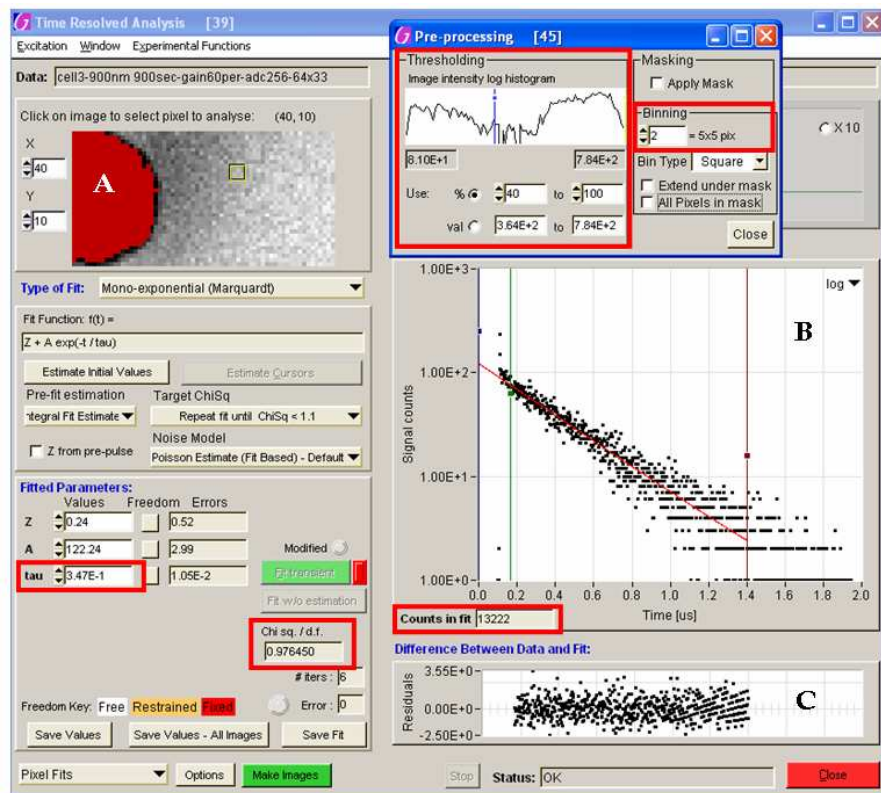 Time Resolved Analysis [39]
Excitation Window Experimental Functions
Data: cell3-900nm 900sec-gain60per-adc256-64x33
Click on image to select pixel to analyse: (40, 10)
X
40
Y
10
A
Type of Fit: Mono-exponential (Marquardt)
Fit Function: f(t) =
Z + A exp(-t / tau)
Estimate Initial Values Estimate Cursors
Pre-fit estimation Target ChiSq
ntegral Fit Estimate Repeat fit until ChiSq < 1.1
Z from pre-pulse Noise Model
Poisson Estimate (Fit Based) - Default
Fitted Parameters:
Values Freedom Errors
Z 0.24 0.52
A 122.24 2.99
tau 3.47E-1 1.05E-2
Modified
Fit transient
Fit w/o estimation
Chi sq. / d.f.
0.976450
# iters : 6
Error : 0
Freedom Key: Free Restrained Fixed
Save Values Save Values - All Images Save Fit
Pixel Fits Options Make Images
Pre-processing [45]
Thresholding
Image intensity log histogram
8.10E+1 7.84E+2
Use: % 40 to 100
val 3.64E+2 to 7.84E+2
Masking
Apply Mask
Binning
2 = 5x5 pix
Bin Type Square
Extend under mask
All Pixels in mask
Close
X 10
log
B
Signal counts
1.00E+3
1.00E+2
1.00E+1
1.00E+0
0.0 0.2 0.4 0.6 0.8 1.0 1.2 1.4 1.6 1.8 2.0
Time [us]
Counts in fit 13222
Difference Between Data and Fit:
Residuals
3.55E+0
0.00E+0
-2.50E+0
C
Stop Status: OK Close